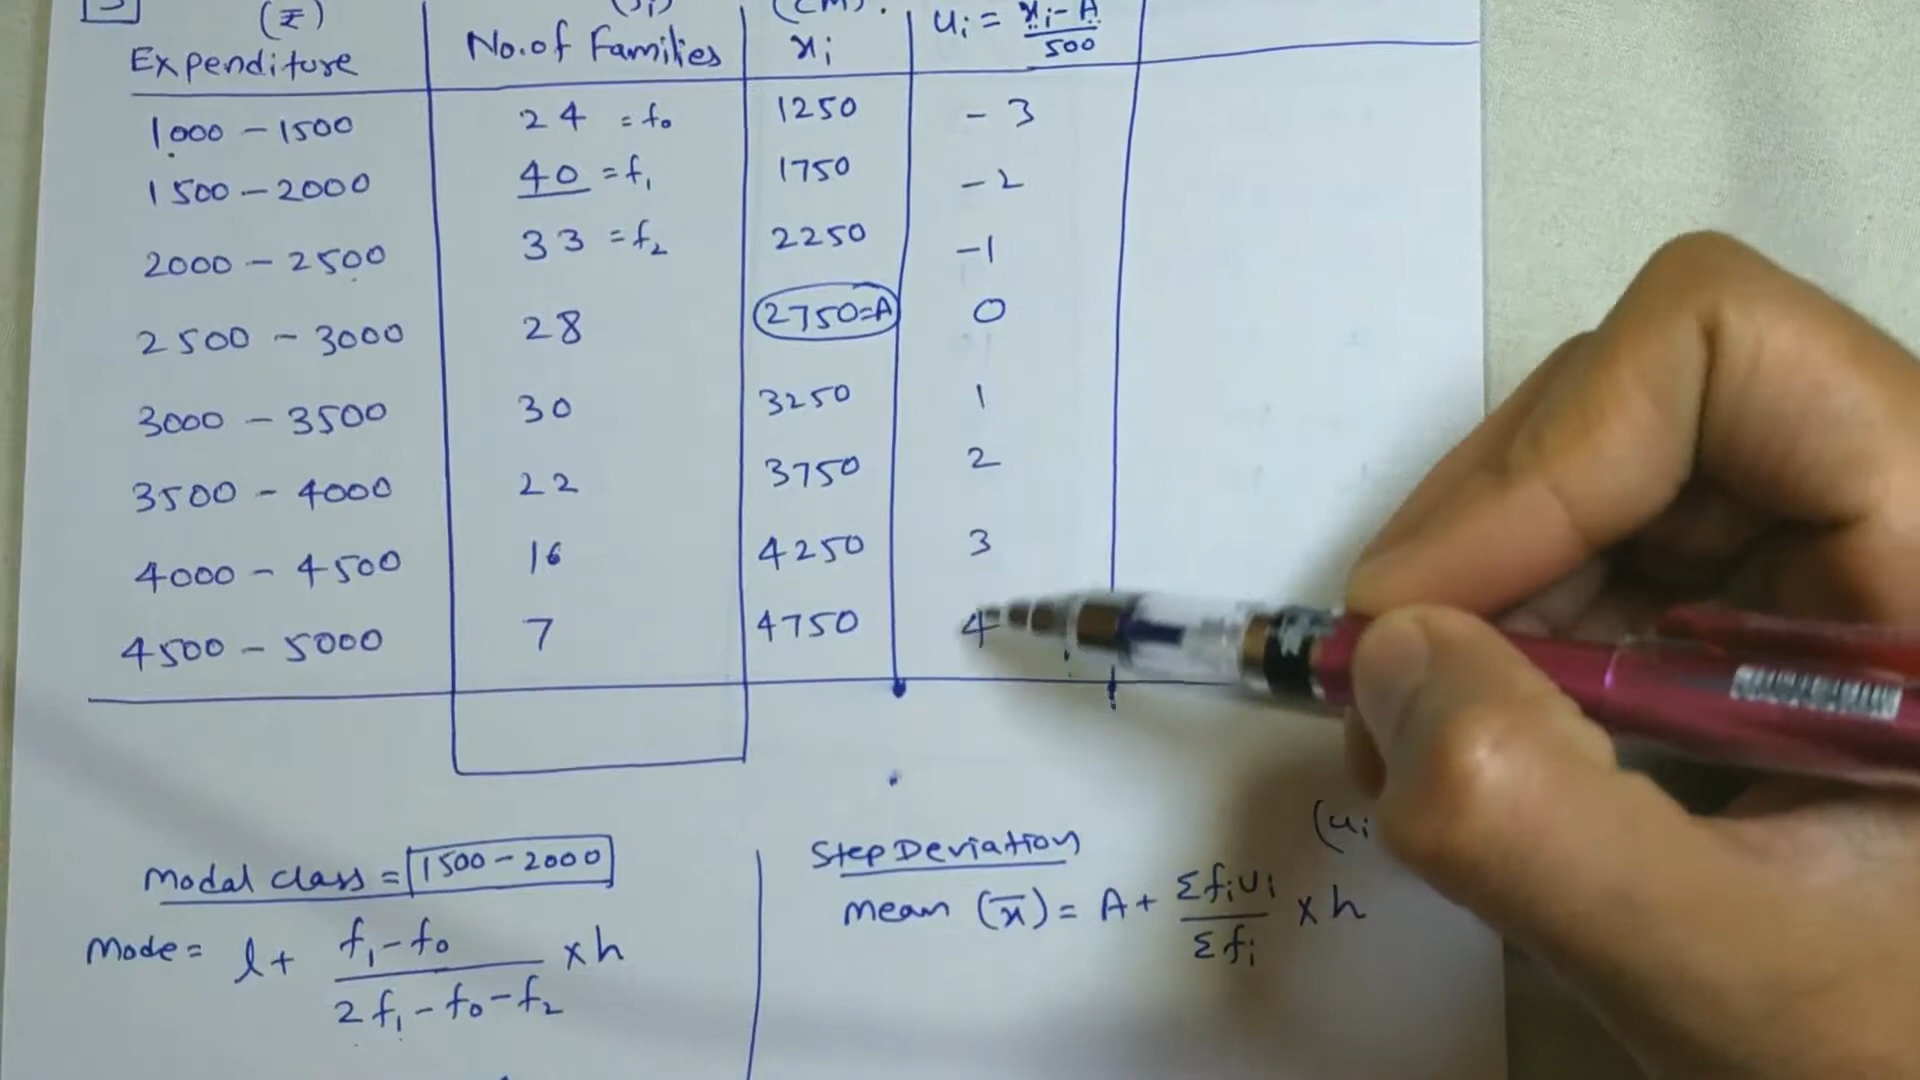 (₹)
Expenditure No. of Families xi ui = xi - A / 500
1000 - 1500 24 = f₀ 1250 - 3
1500 - 2000 40 = f₁ 1750 - 2
2000 - 2500 33 = f₂ 2250 -1
2500 - 3000 28 2750=A 0
3000 - 3500 30 3250 1
3500 - 4000 22 3750 2
4000 - 4500 16 4250 3
4500 - 5000 7 4750 4
Modal class = 1500 - 2000
Mode = l + f₁ - f₀ / 2f₁ - f₀ - f₂ x h
Step Deviation
(ui
mean (x̄) = A + Σfiui / Σfi x h